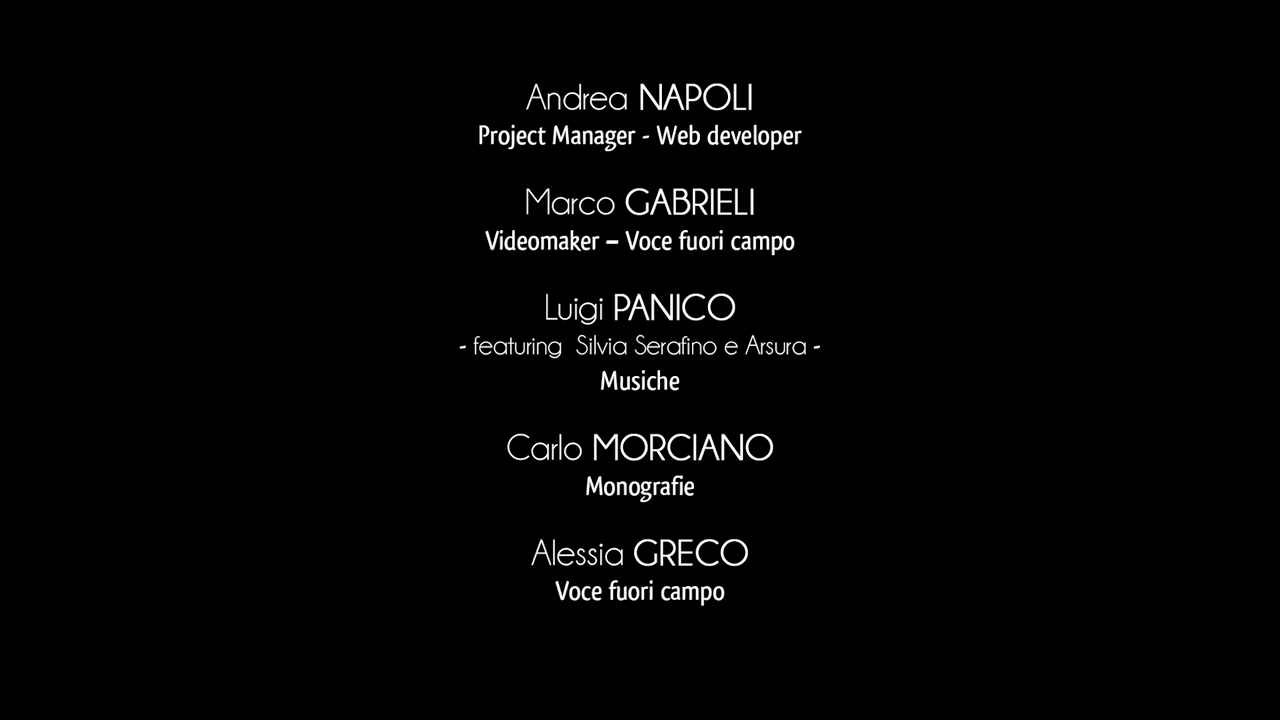 Andrea NAPOLI
Project Manager - Web developer
Marco GABRIELI
Videomaker – Voce fuori campo
Luigi PANICO
- featuring Silvia Serafino e Arsura -
Musiche
Carlo MORCIANO
Monografie
Alessia GRECO
Voce fuori campo